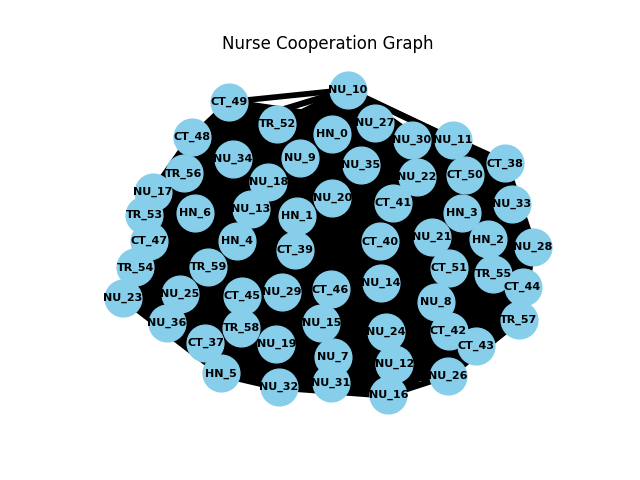 Nurse Cooperation Graph
NU_10
CT_49
TR_52
NU_27
HN_0
CT_48
NU_30
NU_11
NU_34
NU_9
NU_35
CT_38
TR_56
NU_18
NU_22
CT_50
NU_17
NU_20
CT_41
NU_33
TR_53
HN_6
NU_13
HN_1
HN_3
CT_47
HN_4
CT_39
CT_40
NU_21
HN_2
NU_28
TR_54
TR_59
CT_51
TR_55
NU_23
NU_25
CT_45
NU_29
CT_46
NU_14
NU_8
CT_44
NU_36
TR_58
NU_15
NU_24
CT_42
TR_57
CT_37
NU_19
NU_7
NU_12
CT_43
HN_5
NU_32
NU_31
NU_16
NU_26